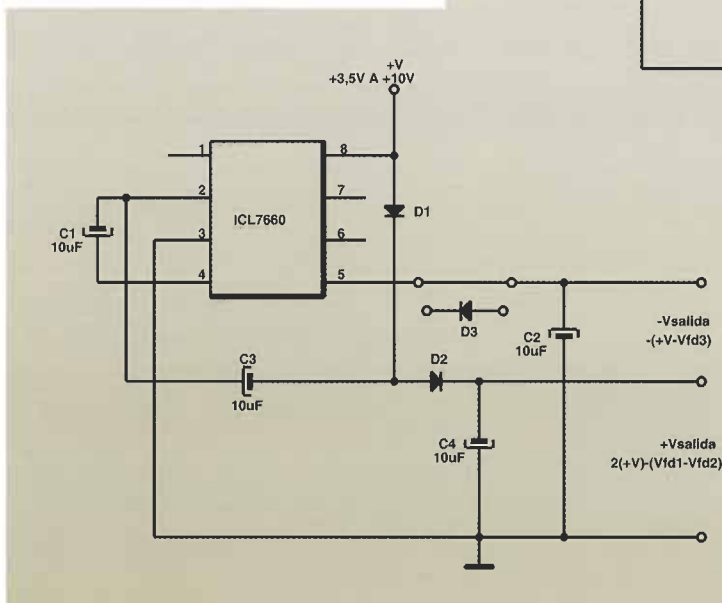 +V
+3,5V A +10V
1
8
2
7
ICL7660
D1
C1
10uF
3
6
4
5
D3
C2
10uF
-Vsalida
-(+V-Vfd3)
C3
10uF
D2
C4
10uF
+Vsalida
2(+V)-(Vfd1-Vfd2)